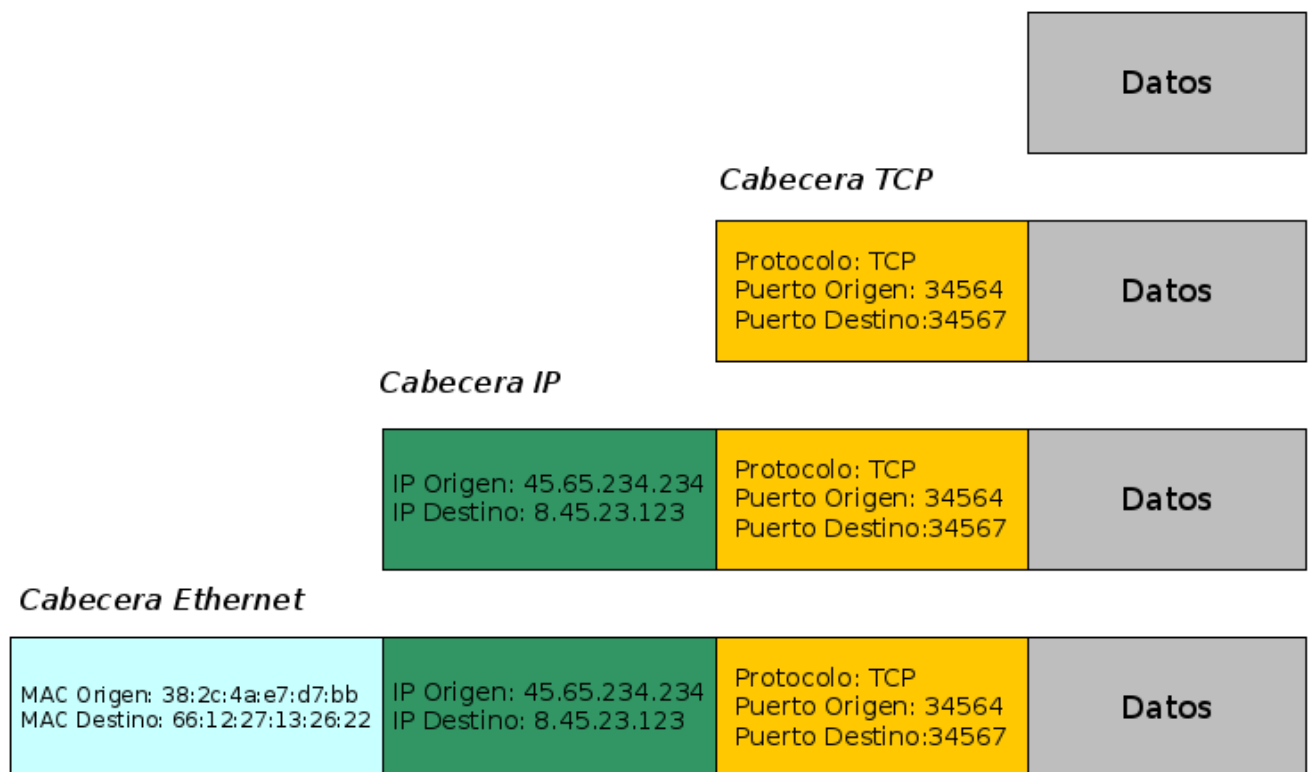 Datos
Cabecera TCP
Protocolo: TCP
Puerto Origen: 34564
Puerto Destino:34567
Datos
Cabecera IP
IP Origen: 45.65.234.234
IP Destino: 8.45.23.123
Protocolo: TCP
Puerto Origen: 34564
Puerto Destino:34567
Datos
Cabecera Ethernet
MAC Origen: 38:2c:4a:e7:d7:bb
MAC Destino: 66:12:27:13:26:22
IP Origen: 45.65.234.234
IP Destino: 8.45.23.123
Protocolo: TCP
Puerto Origen: 34564
Puerto Destino:34567
Datos